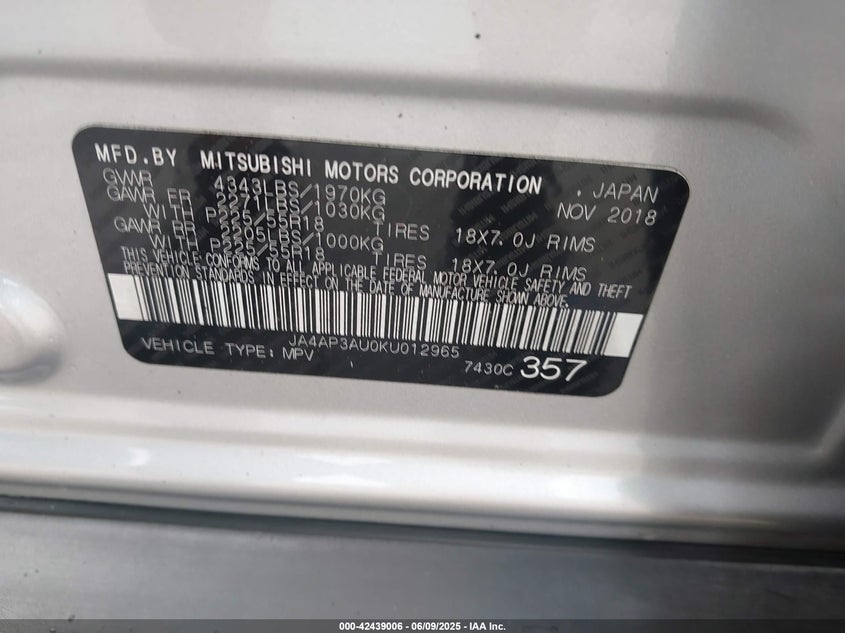 MFD.BY MITSUBISHI MOTORS CORPORATION . JAPAN
GVWR 4343LBS/1970KG NOV 2018
GAWR FR 2271LBS/1030KG
WITH P225/55R18 TIRES 18X7.0J RIMS
GAWR RR 2205LBS/1000KG
WITH P225/55R18 TIRES 18X7.0J RIMS
THIS VEHICLE CONFORMS TO ALL APPLICABLE FEDERAL MOTOR VEHICLE SAFETY AND THEFT
PREVENTION STANDARDS IN EFFECT ON THE DATE OF MANUFACTURE SHOWN ABOVE.
JA4AP3AU0KU012965
VEHICLE TYPE: MPV 7430C 357
000-42439006 - 06/09/2025 - IAA Inc.